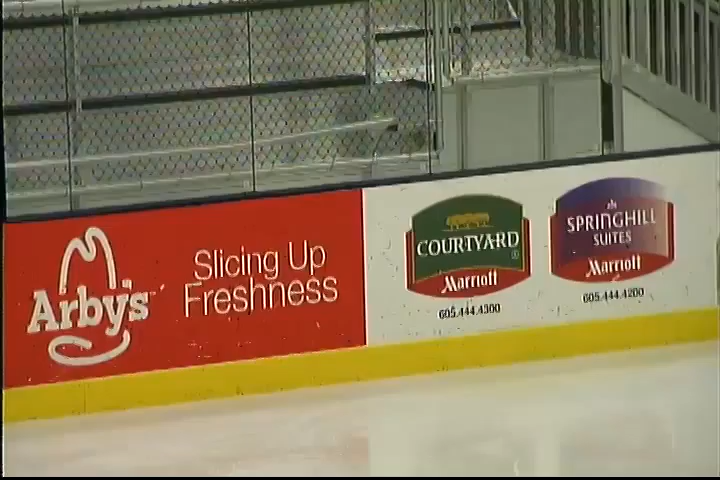 Arby's
Slicing Up
Freshness
COURTYARD
Marriott
605.444.4300
SPRINGHILL
SUITES
Marriott
605.444.4200